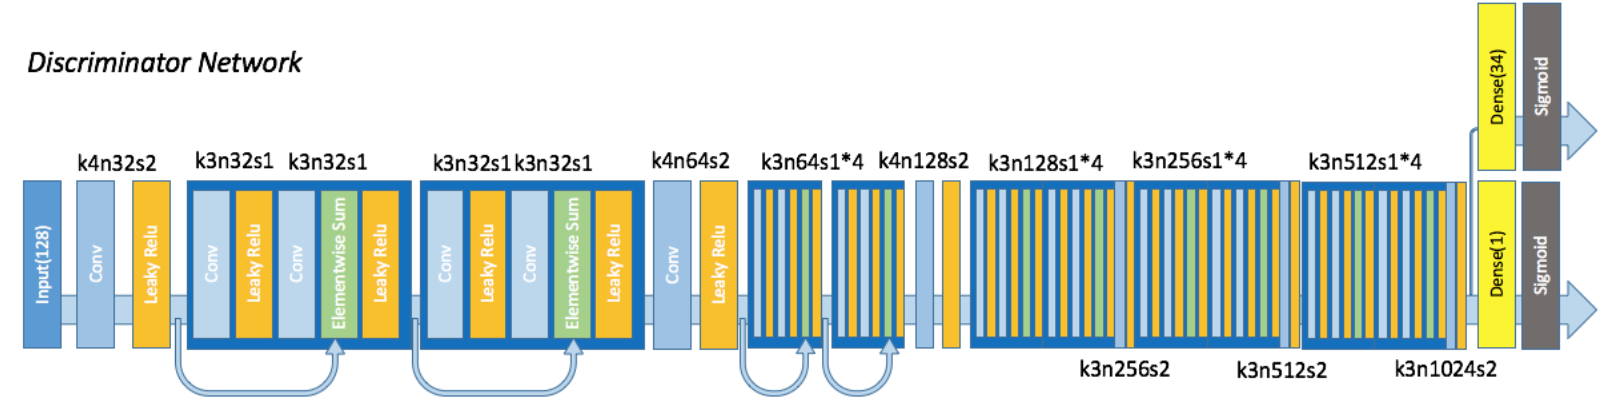 Discriminator Network
Dense(34)
Sigmoid
k4n32s2
k3n32s1 k3n32s1
k3n32s1 k3n32s1
k4n64s2
k3n64s1*4
k4n128s2
k3n128s1*4
k3n256s1*4
k3n512s1*4
Input(128)
Conv
Leaky Relu
Conv
Leaky Relu
Conv
Elementwise Sum
Leaky Relu
Conv
Leaky Relu
Conv
Elementwise Sum
Leaky Relu
Conv
Leaky Relu
Dense(1)
Sigmoid
k3n256s2
k3n512s2
k3n1024s2